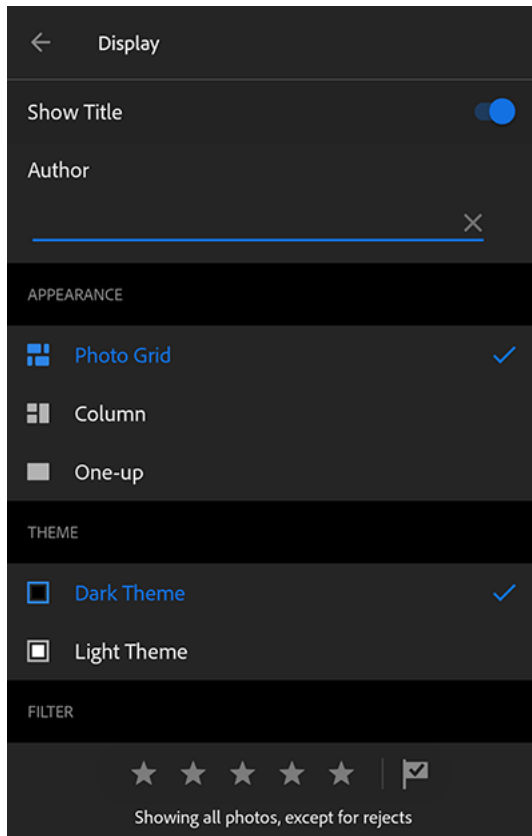 Display
Show Title
Author
APPEARANCE
Photo Grid
Column
One-up
THEME
Dark Theme
Light Theme
FILTER
Showing all photos, except for rejects